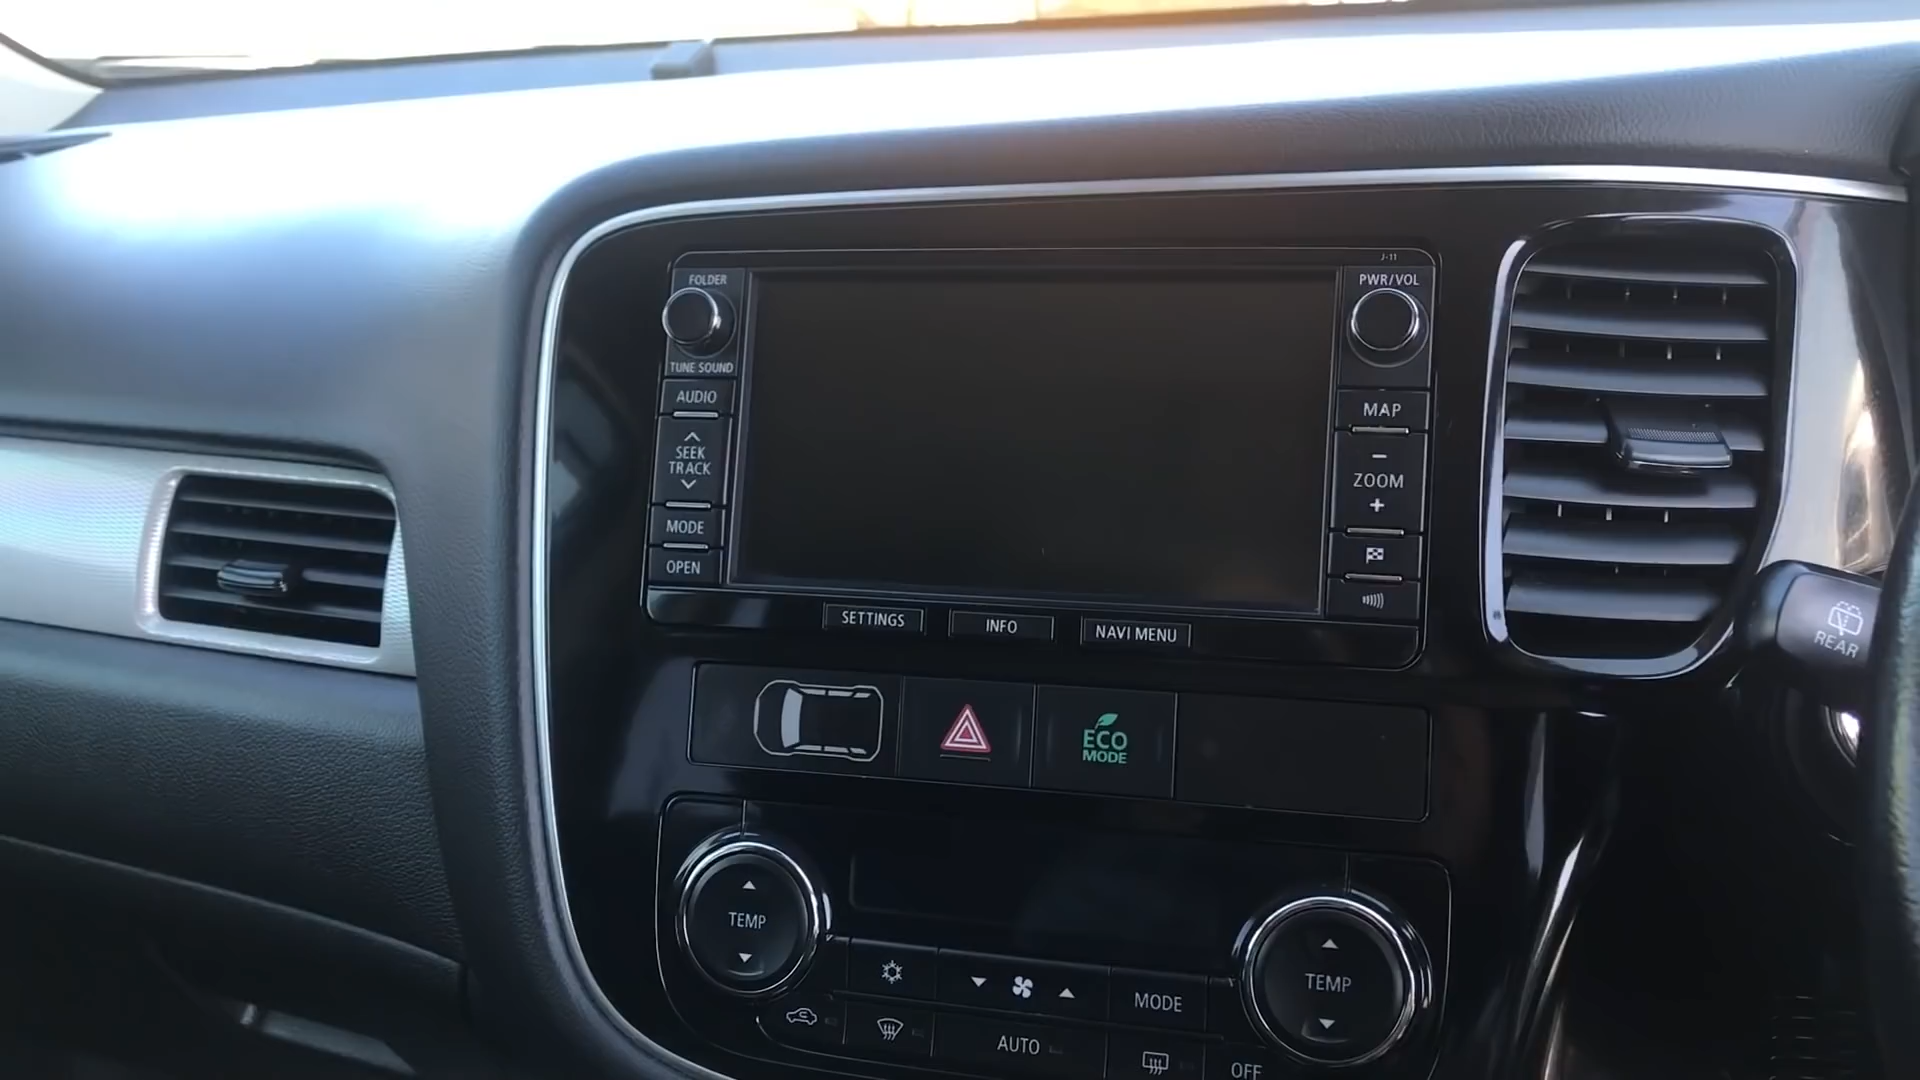 J-11
FOLDER
TUNE SOUND
AUDIO
SEEK
TRACK
MODE
OPEN
PWR/VOL
MAP
-
ZOOM
+
SETTINGS
INFO
NAVI MENU
REAR
ECO
MODE
TEMP
MODE
AUTO
OFF
TEMP